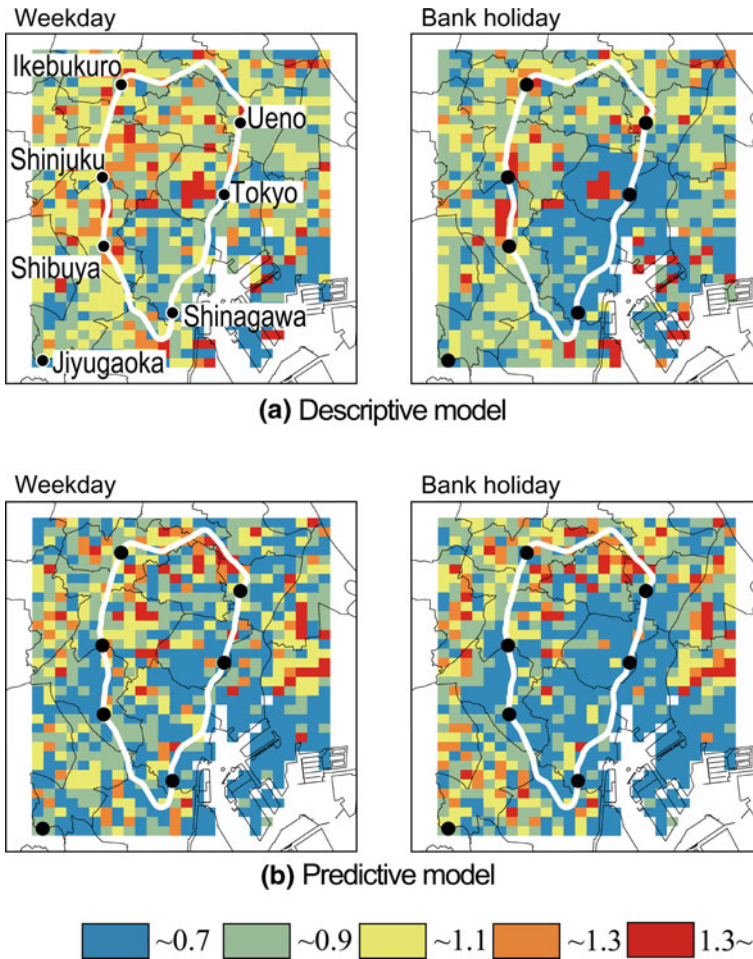 Weekday
Bank holiday
Ikebukuro
Ueno
Shinjuku
Tokyo
Shibuya
Shinagawa
Jiyugaoka
(a) Descriptive model
Weekday
Bank holiday
(b) Predictive model
~0.7 ~0.9 ~1.1 ~1.3 1.3~